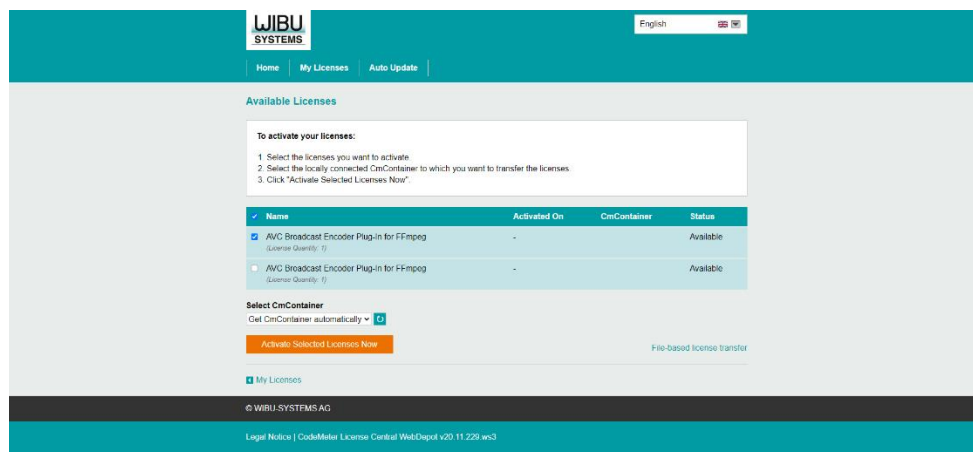 WIBU
SYSTEMS
English
Home
My Licenses
Auto Update
Available Licenses
To activate your licenses:
1. Select the licenses you want to activate
2. Select the locally connected CmContainer to which you want to transfer the licenses
3. Click "Activate Selected Licenses Now".
Name Activated On CmContainer Status
AVC Broadcast Encoder Plug-In for FFmpeg - Available
(License Quantity: 1)
AVC Broadcast Encoder Plug-In for FFmpeg - Available
(License Quantity: 1)
Select CmContainer
Get CmContainer automatically
Activate Selected Licenses Now
File-based license transfer
My Licenses
© WIBU-SYSTEMS AG
Legal Notice | CodeMeter License Central WebDepot v20.11.229.ws3